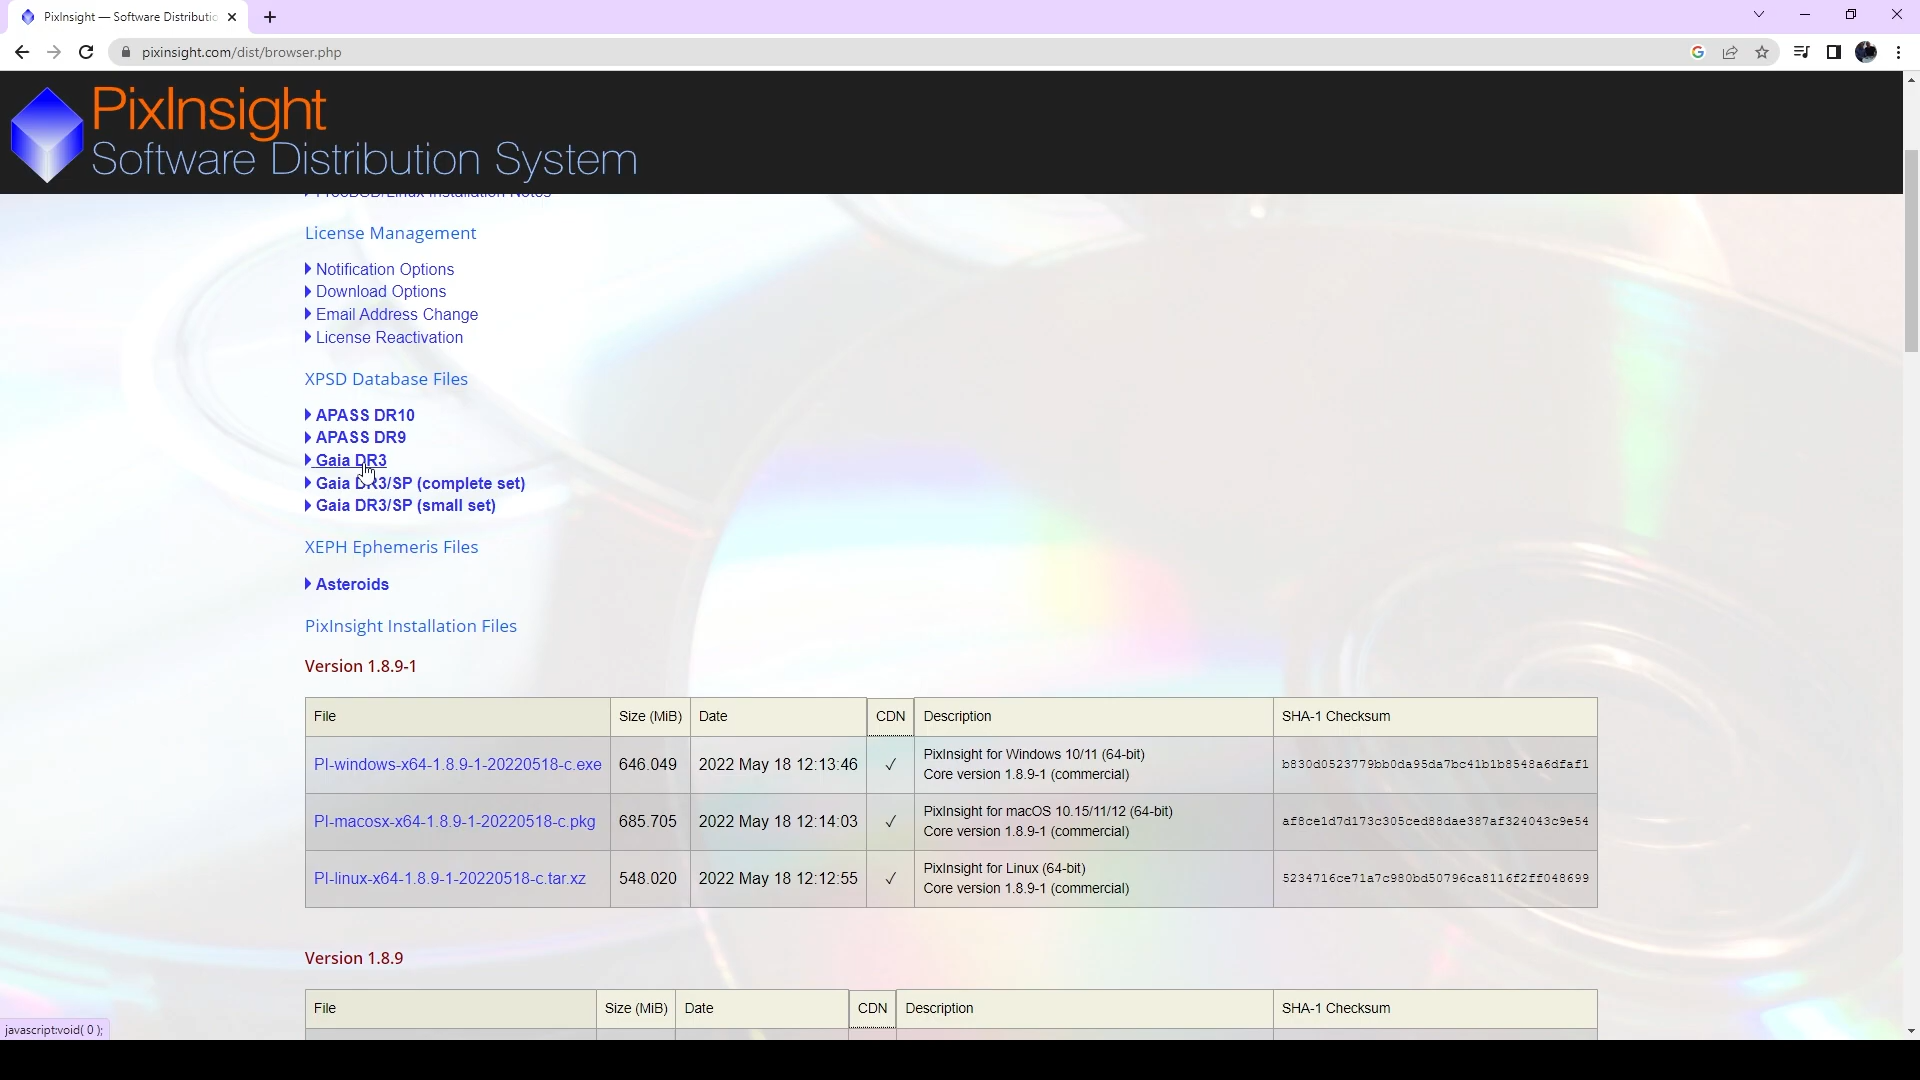 PixInsight — Software Distributio
pixinsight.com/dist/browser.php
PixInsight
Software Distribution System
License Management
Notification Options
Download Options
Email Address Change
License Reactivation
XPSD Database Files
APASS DR10
APASS DR9
Gaia DR3
Gaia DR3/SP (complete set)
Gaia DR3/SP (small set)
XEPH Ephemeris Files
Asteroids
PixInsight Installation Files
Version 1.8.9-1
File Size (MiB) Date CDN Description SHA-1 Checksum
PixInsight for Windows 10/11 (64-bit)
PI-windows-x64-1.8.9-1-20220518-c.exe 646.049 2022 May 18 12:13:46 ✓ b830d0523779bb0da95da7bc41b1b8548a6dfaf1
Core version 1.8.9-1 (commercial)
PixInsight for macOS 10.15/11/12 (64-bit)
PI-macosx-x64-1.8.9-1-20220518-c.pkg 685.705 2022 May 18 12:14:03 ✓ af8ce1d7d173c305ced88dae387af324043c9e54
Core version 1.8.9-1 (commercial)
PixInsight for Linux (64-bit)
PI-linux-x64-1.8.9-1-20220518-c.tar.xz 548.020 2022 May 18 12:12:55 ✓ 5234716ce71a7c980bd50796ca8116f2ff048699
Core version 1.8.9-1 (commercial)
Version 1.8.9
File Size (MiB) Date CDN Description SHA-1 Checksum
javascript:void( 0 );